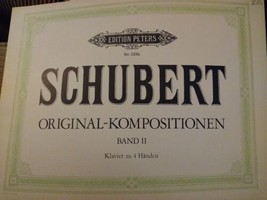 EDITION PETERS
SCHUBERT
ORIGINAL-KOMPOSITIONEN
BAND II
Klavier zu 4 Händen